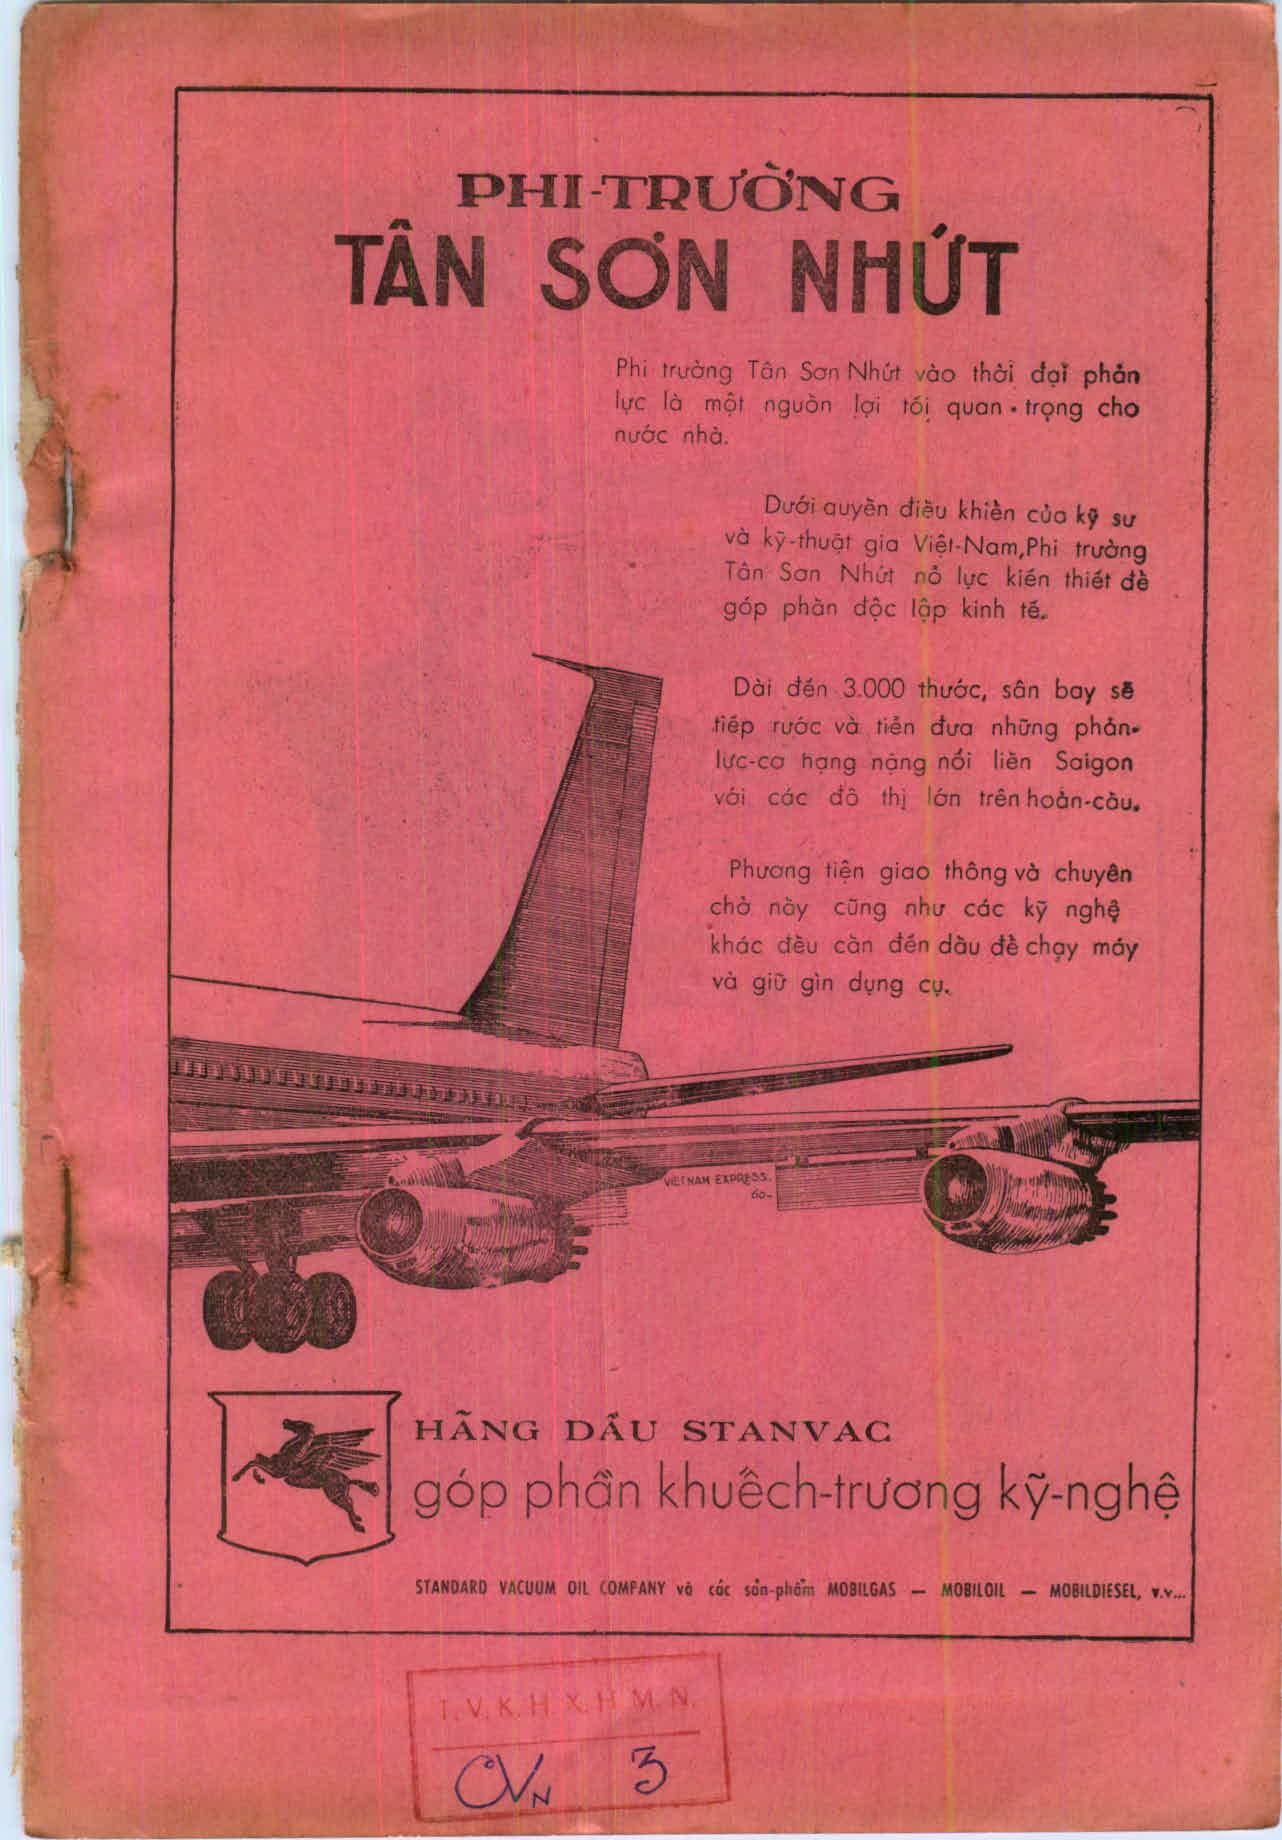 PHI-TRƯỜNG
TÂN SƠN NHỨT
Phi trường Tân Sơn Nhứt vào thời đại phản
lực là một nguồn lợi tối quan-trọng cho
nước nhà.
Dưới quyền điều khiển của kỹ sư
và kỹ-thuật gia Việt-Nam, Phi trường
Tân Sơn Nhứt nỗ lực kiến thiết để
góp phần độc lập kinh tế.
Dài đến 3.000 thước, sân bay sẽ
tiếp rước và tiễn đưa những phản-
lực-cơ hạng nặng nối liền Saigon
với các đô thị lớn trên hoàn-cầu.
Phương tiện giao thông và chuyên
chở này cũng như các kỹ nghệ
khác đều cần đến dầu để chạy máy
và giữ gìn dụng cụ.
VIETNAM EXPRESS.
60-
HÃNG DẦU STANVAC
góp phần khuếch-trương kỹ-nghệ
STANDARD VACUUM OIL COMPANY và các sản-phẩm MOBILGAS — MOBILOIL — MOBILDIESEL, v.v...
T.V.K.H.X.H.M.N.
CVN 3